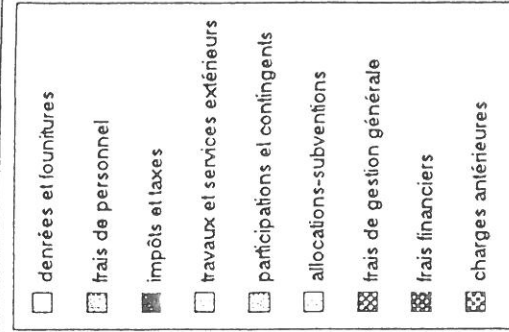 denrées et founitures
frais de personnel
impôts et taxes
travaux et services extérieurs
participations et contingents
allocations-subventions
frais de gestion générale
frais financiers
charges antérieures